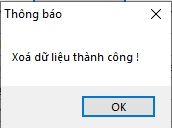 Thông báo
Xoá dữ liệu thành công !
OK